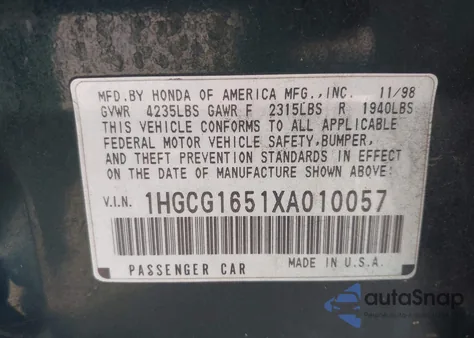 MFD.BY HONDA OF AMERICA MFG.,INC. 11/98
GVWR 4235LBS GAWR F 2315LBS R 1940LBS
THIS VEHICLE CONFORMS TO ALL APPLICABLE
FEDERAL MOTOR VEHICLE SAFETY,BUMPER,
AND THEFT PREVENTION STANDARDS IN EFFECT
ON THE DATE OF MANUFACTURE SHOWN ABOVE:
V.I.N. 1HGCG1651XA010057
PASSENGER CAR MADE IN U.S.A.
autoSnap